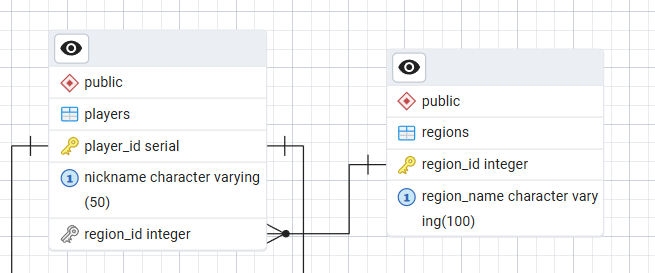 public
players
player_id serial
nickname character varying
(50)
region_id integer
public
regions
region_id integer
region_name character vary
ing(100)